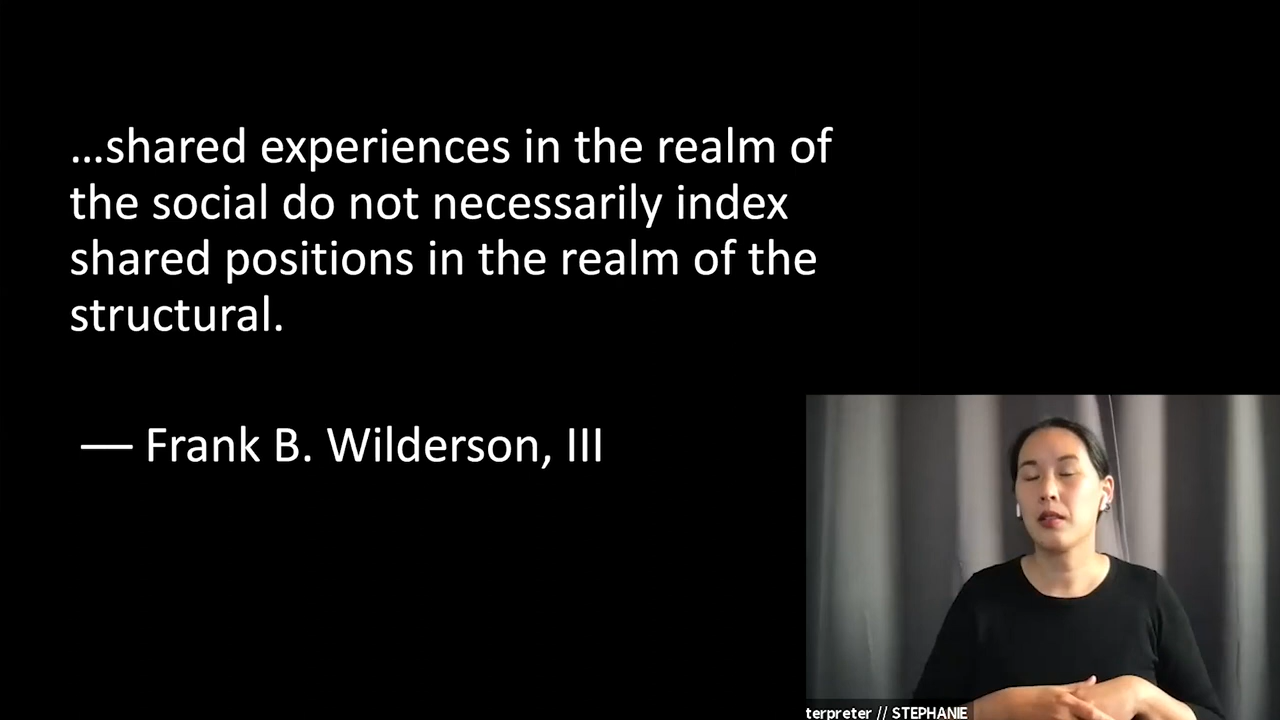 ...shared experiences in the realm of
the social do not necessarily index
shared positions in the realm of the
structural.
— Frank B. Wilderson, III
terpreter // STEPHANIE